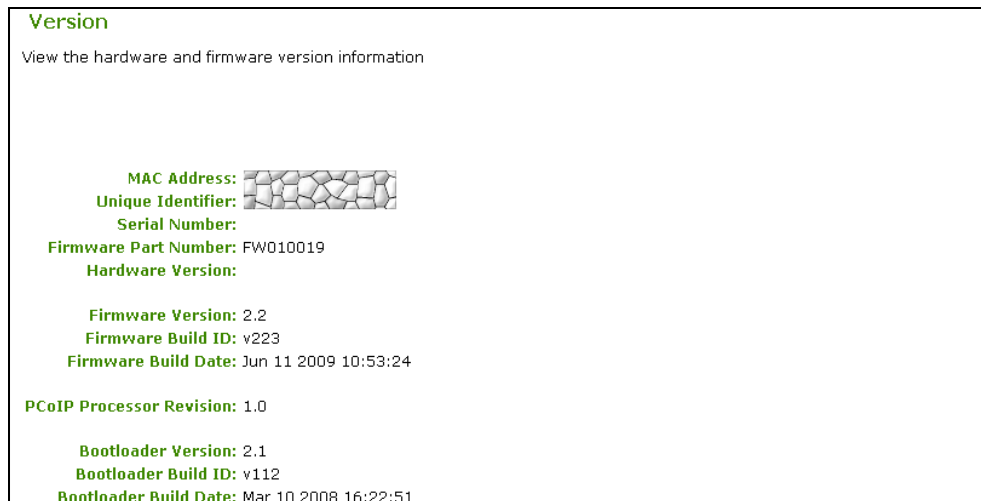 Version
View the hardware and firmware version information
MAC Address:
Unique Identifier:
Serial Number:
Firmware Part Number: FW010019
Hardware Version:
Firmware Version: 2.2
Firmware Build ID: v223
Firmware Build Date: Jun 11 2009 10:53:24
PCoIP Processor Revision: 1.0
Bootloader Version: 2.1
Bootloader Build ID: v112
Bootloader Build Date: Mar 10 2008 16:22:51